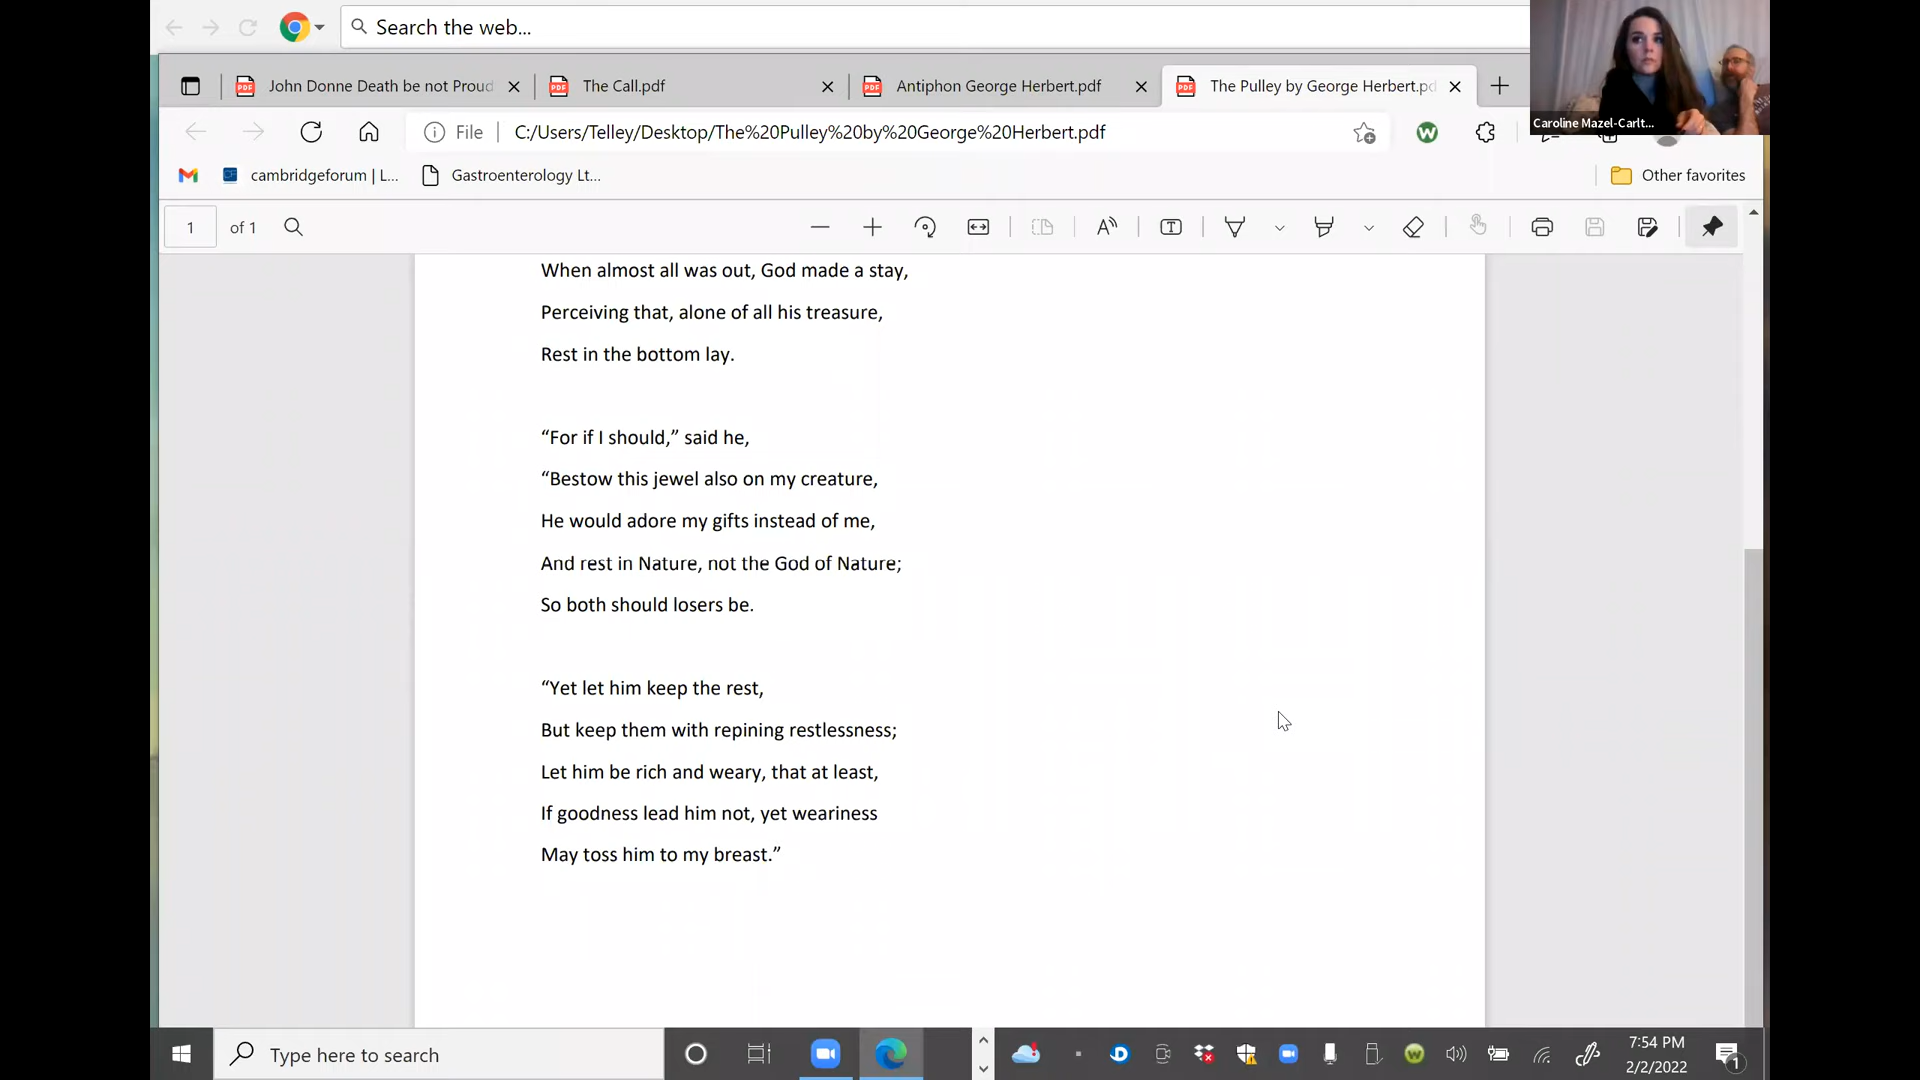 Search the web...
Caroline Mazel-Carlt...
John Donne Death be not Proud
The Call.pdf
Antiphon George Herbert.pdf
The Pulley by George Herbert.pd
File
C:/Users/Telley/Desktop/The%20Pulley%20by%20George%20Herbert.pdf
cambridgeforum | L...
Gastroenterology Lt...
Other favorites
1 of 1
When almost all was out, God made a stay,
Perceiving that, alone of all his treasure,
Rest in the bottom lay.
“For if I should,” said he,
“Bestow this jewel also on my creature,
He would adore my gifts instead of me,
And rest in Nature, not the God of Nature;
So both should losers be.
“Yet let him keep the rest,
But keep them with repining restlessness;
Let him be rich and weary, that at least,
If goodness lead him not, yet weariness
May toss him to my breast.”
Type here to search
7:54 PM
2/2/2022
1